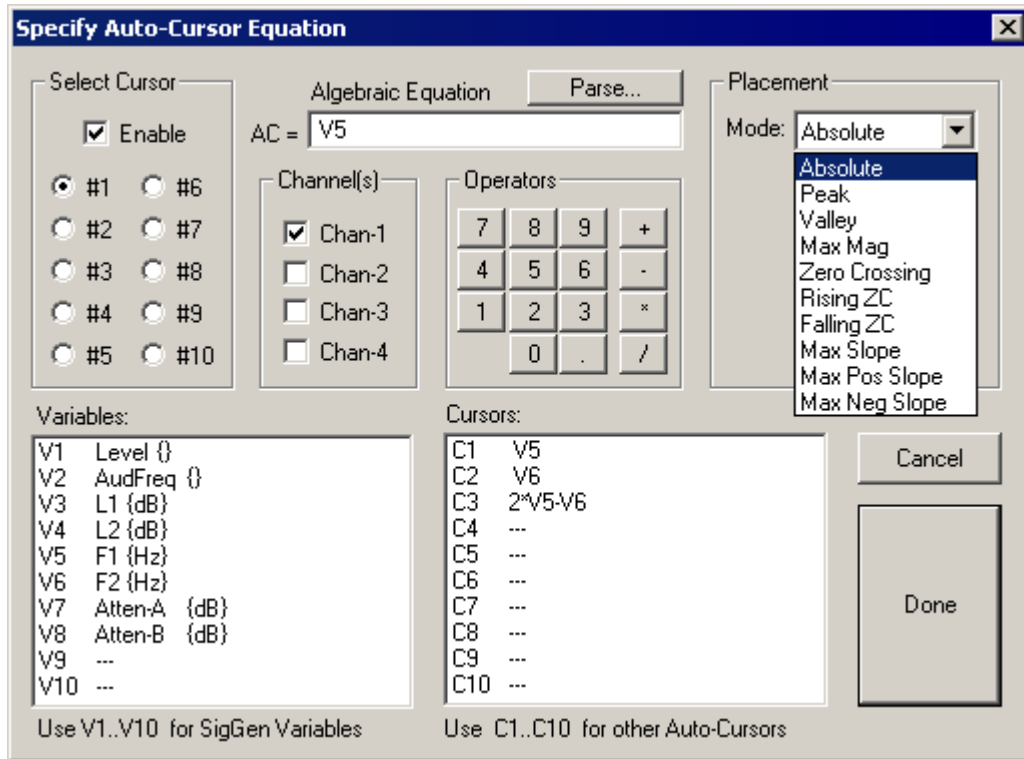 Specify Auto-Cursor Equation
Select Cursor
Enable
#1 #6
#2 #7
#3 #8
#4 #9
#5 #10
Algebraic Equation
Parse...
AC = V5
Channel(s)
Chan-1
Chan-2
Chan-3
Chan-4
Operators
7 8 9 +
4 5 6 -
1 2 3 *
0 . /
Placement
Mode: Absolute
Absolute
Peak
Valley
Max Mag
Zero Crossing
Rising ZC
Falling ZC
Max Slope
Max Pos Slope
Max Neg Slope
Variables:
V1 Level {}
V2 AudFreq {}
V3 L1 {dB}
V4 L2 {dB}
V5 F1 {Hz}
V6 F2 {Hz}
V7 Atten-A {dB}
V8 Atten-B {dB}
V9 ---
V10 ---
Use V1..V10 for SigGen Variables
Cursors:
C1 V5
C2 V6
C3 2*V5-V6
C4 ---
C5 ---
C6 ---
C7 ---
C8 ---
C9 ---
C10 ---
Use C1..C10 for other Auto-Cursors
Cancel
Done